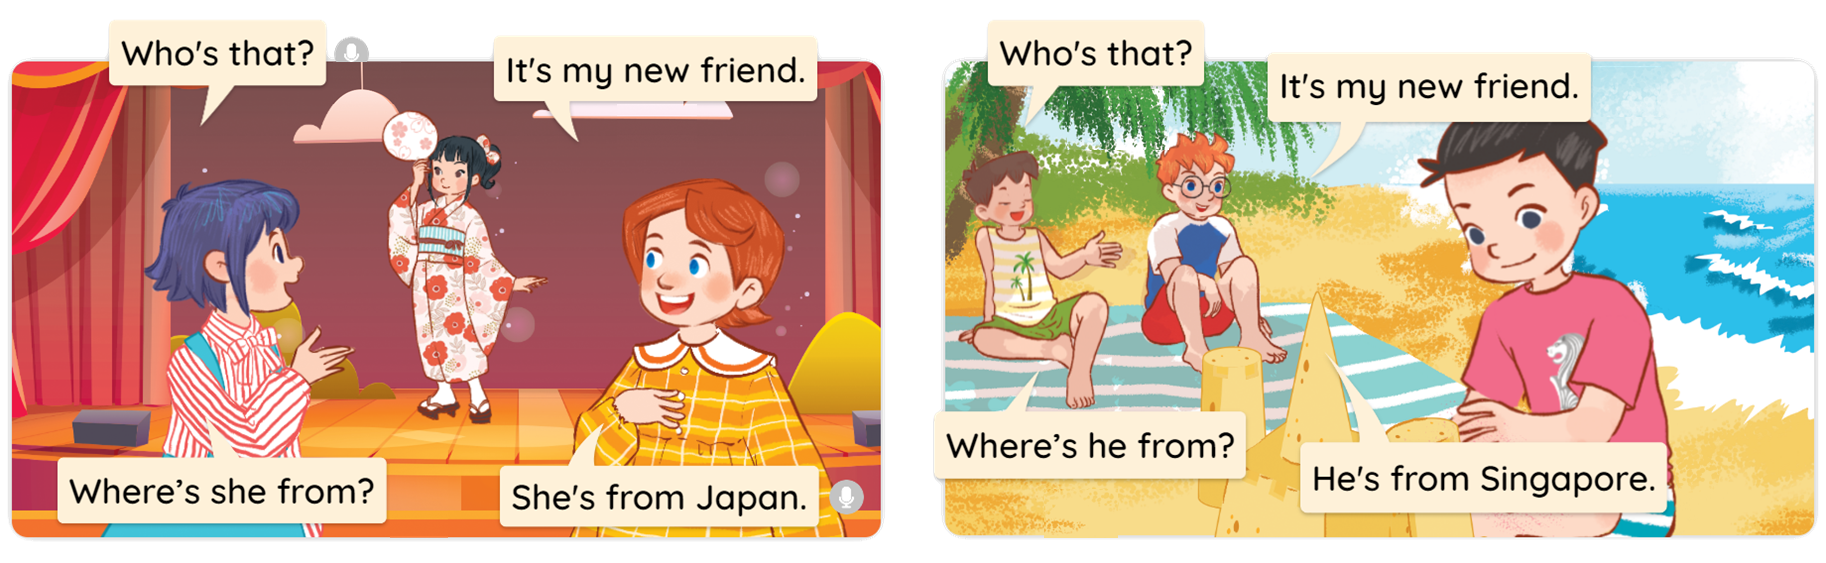 Who's that?
It's my new friend.
Where's she from?
She's from Japan.
Who's that?
It's my new friend.
Where's he from?
He's from Singapore.